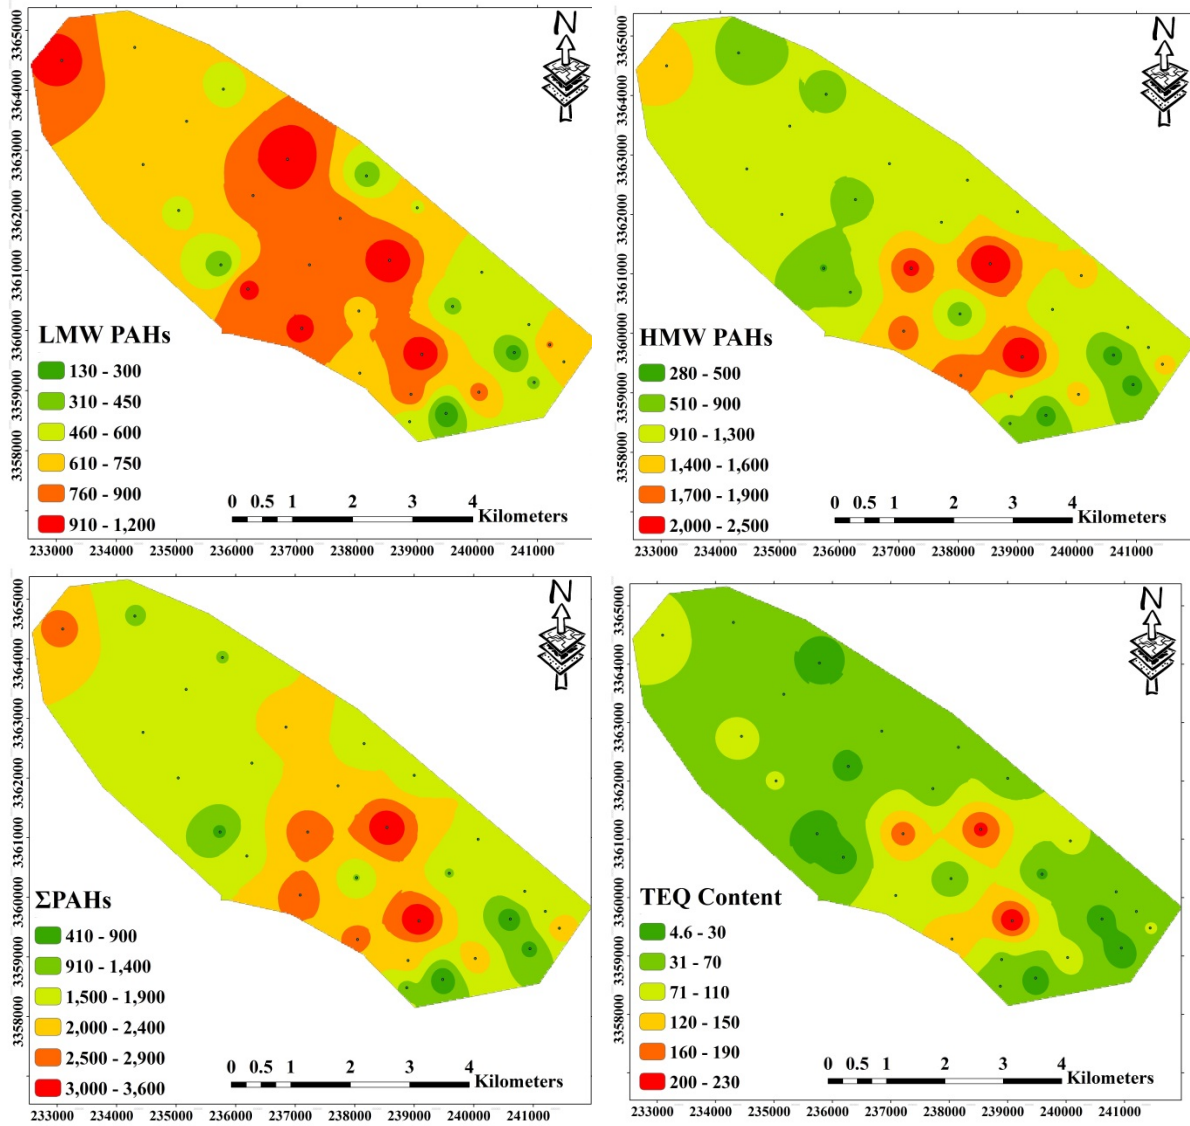 N
3365000
3364000
3363000
3362000
3361000
3360000
3359000
3358000
LMW PAHs
130 - 300
310 - 450
460 - 600
610 - 750
760 - 900
910 - 1,200
0 0.5 1 2 3 4
Kilometers
233000 234000 235000 236000 237000 238000 239000 240000 241000
N
3365000
3364000
3363000
3362000
3361000
3360000
3359000
3358000
HMW PAHs
280 - 500
510 - 900
910 - 1,300
1,400 - 1,600
1,700 - 1,900
2,000 - 2,500
0 0.5 1 2 3 4
Kilometers
233000 234000 235000 236000 237000 238000 239000 240000 241000
N
3365000
3364000
3363000
3362000
3361000
3360000
3359000
3358000
ΣPAHs
410 - 900
910 - 1,400
1,500 - 1,900
2,000 - 2,400
2,500 - 2,900
3,000 - 3,600
0 0.5 1 2 3 4
Kilometers
233000 234000 235000 236000 237000 238000 239000 240000 241000
N
3365000
3364000
3363000
3362000
3361000
3360000
3359000
3358000
TEQ Content
4.6 - 30
31 - 70
71 - 110
120 - 150
160 - 190
200 - 230
0 0.5 1 2 3 4
Kilometers
233000 234000 235000 236000 237000 238000 239000 240000 241000